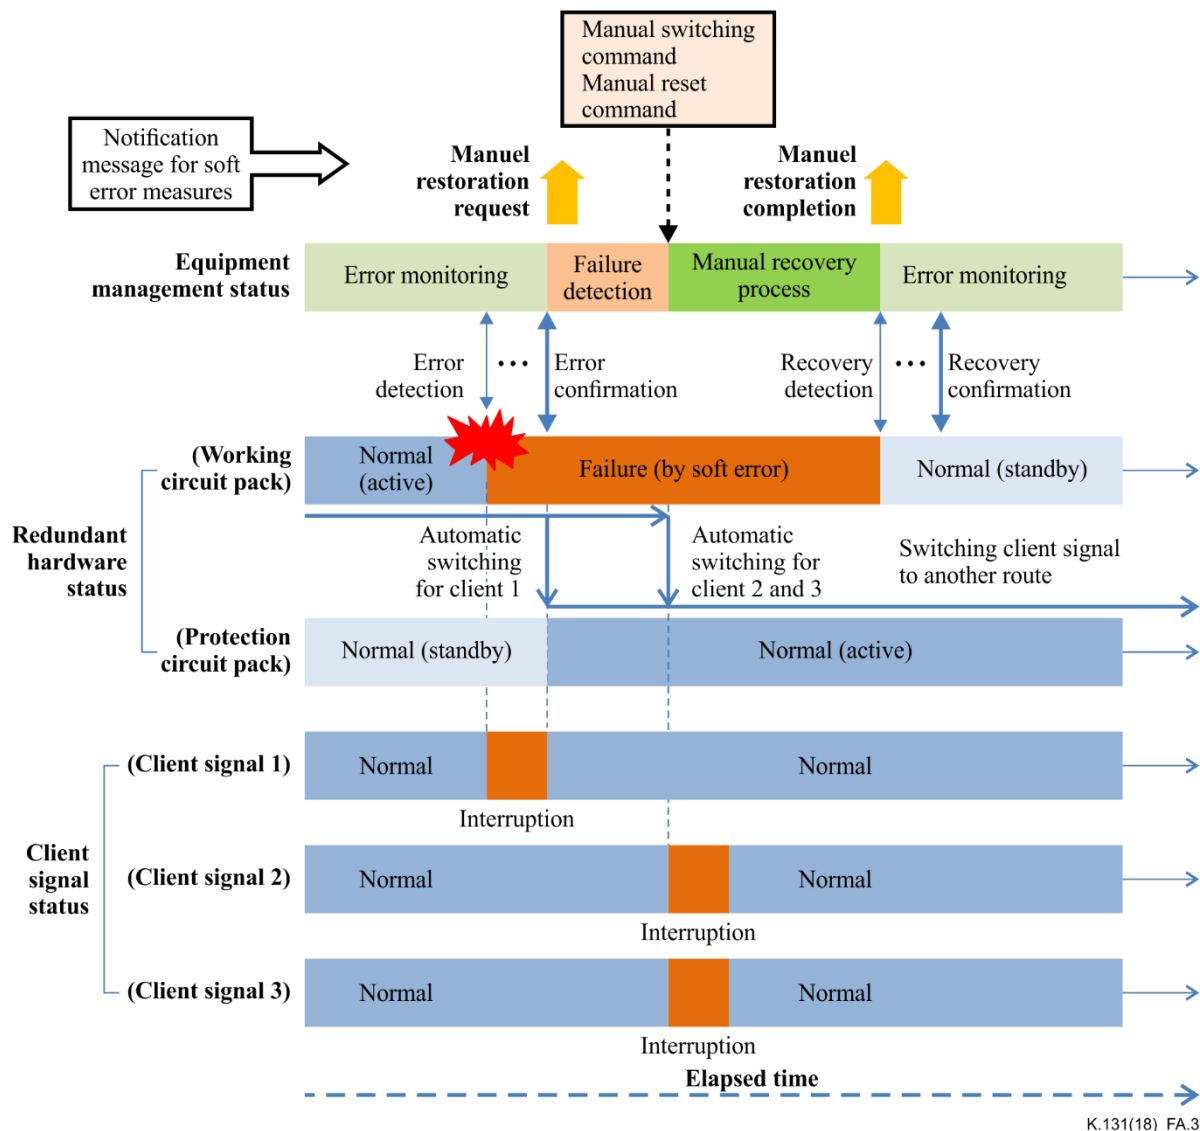 Manual switching
command
Manual reset
command
Notification
message for soft
error measures
Manuel
restoration
request
Manuel
restoration
completion
Equipment
management status
Error monitoring
Failure
detection
Manual recovery
process
Error monitoring
Error
detection
...
Error
confirmation
Recovery
detection
...
Recovery
confirmation
(Working
circuit pack)
Normal
(active)
Failure (by soft error)
Normal (standby)
Redundant
hardware
status
Automatic
switching
for client 1
Automatic
switching for
client 2 and 3
Switching client signal
to another route
(Protection
circuit pack)
Normal (standby)
Normal (active)
Client
signal
status
(Client signal 1)
Normal
Normal
Interruption
(Client signal 2)
Normal
Normal
Interruption
(Client signal 3)
Normal
Normal
Interruption
Elapsed time
K.131(18)_FA.3